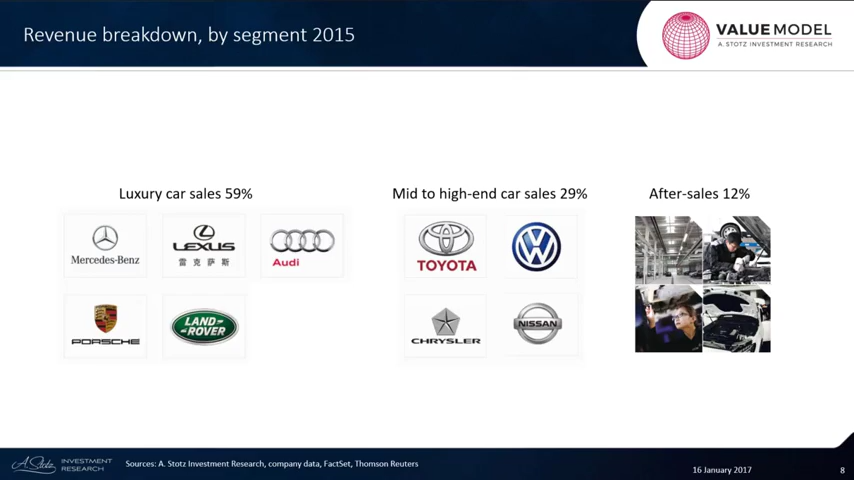 Revenue breakdown, by segment 2015
VALUE MODEL
A. STOTZ INVESTMENT RESEARCH
Luxury car sales 59%
Mid to high-end car sales 29%
After-sales 12%
Mercedes-Benz
LEXUS
雷克萨斯
Audi
TOYOTA
PORSCHE
LAND-ROVER
CHRYSLER
NISSAN
A. Stotz
INVESTMENT
RESEARCH
Sources: A. Stotz Investment Research, company data, FactSet, Thomson Reuters
16 January 2017
8